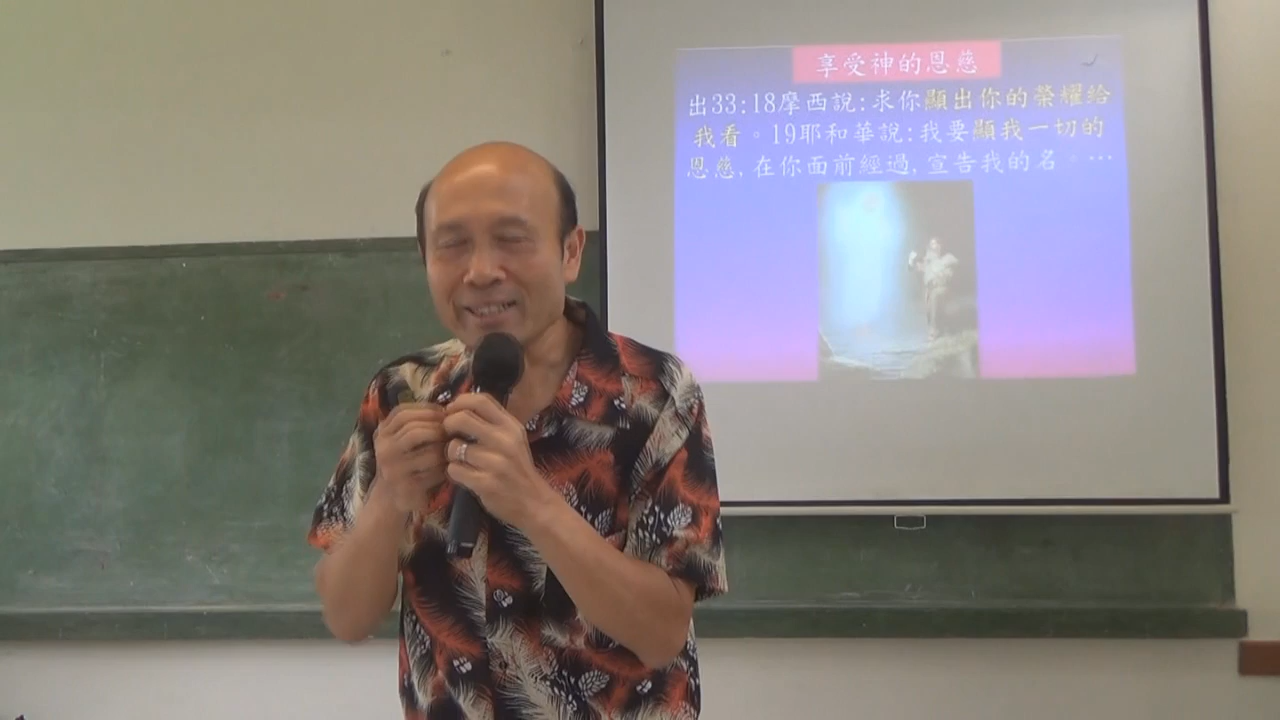 享受神的恩慈
出33:18摩西說:求你顯出你的榮耀給
我看。19耶和華說:我要顯我一切的
恩慈,在你面前經過,宣告我的名。…